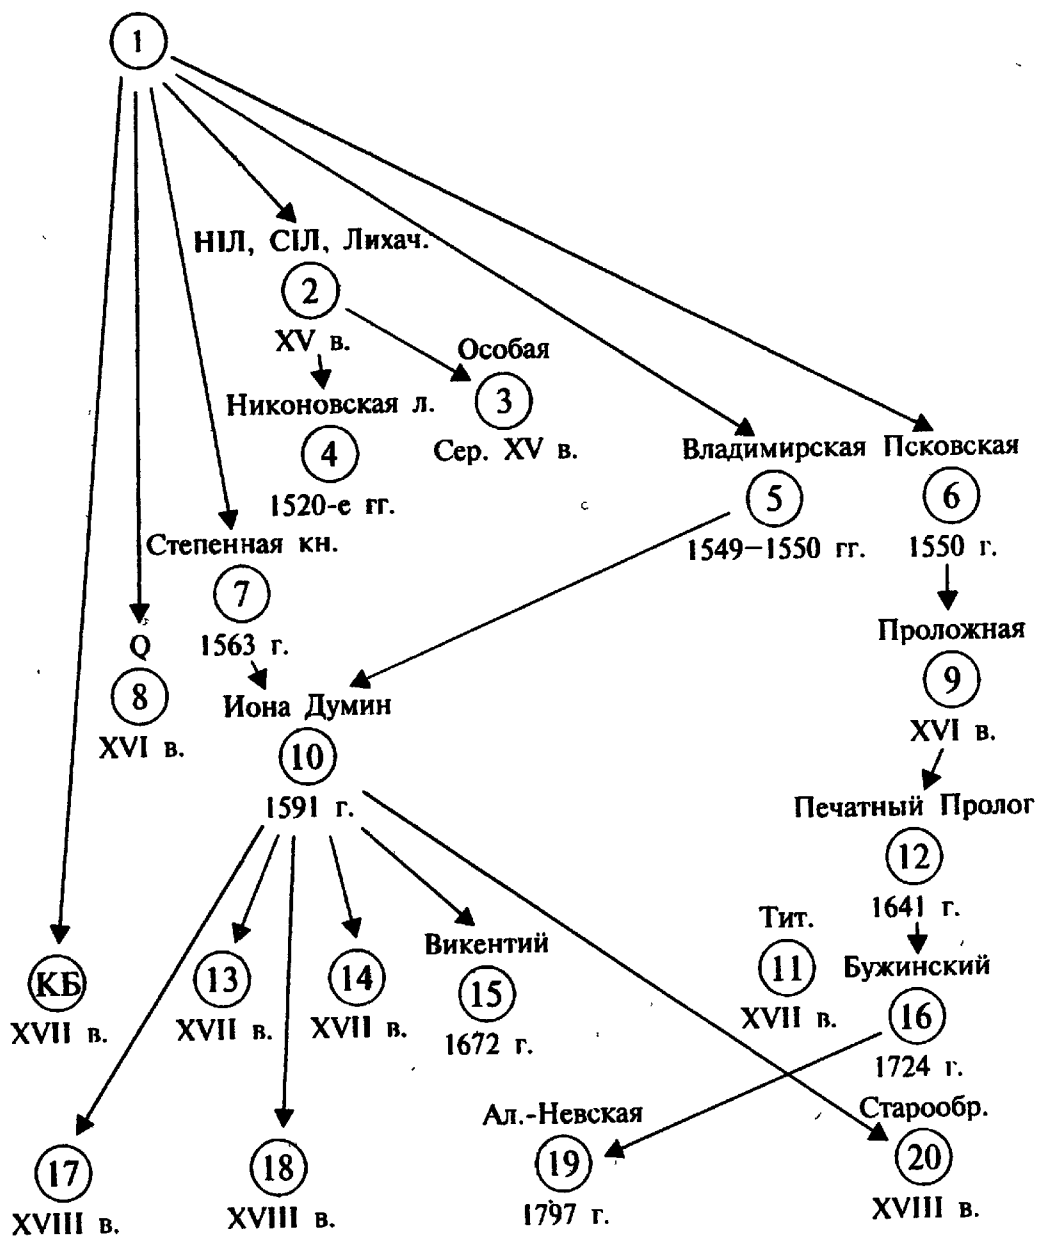 1
НIЛ, СIЛ, Лихач.
2
XV в.
Особая
3
Сер. XV в.
Никоновская л.
4
1520-е гг.
Владимирская
5
1549—1550 гг.
Псковская
6
1550 г.
Степенная кн.
7
1563 г.
Q
8
XVI в.
Проложная
9
XVI в.
Иона Думин
10
1591 г.
Печатный Пролог
12
1641 г.
Тит.
11
XVII в.
КБ
XVII в.
13
XVII в.
14
XVII в.
Викентий
15
1672 г.
Бужинский
16
1724 г.
17
XVIII в.
18
XVIII в.
Ал.-Невская
19
1797 г.
Старообр.
20
XVIII в.